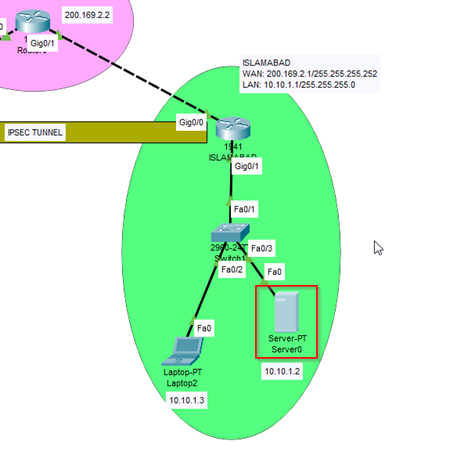 200.169.2.2
Gig0/1
ISLAMABAD
WAN: 200.169.2.1/255.255.255.252
LAN: 10.10.1.1/255.255.255.0
Gig0/0
IPSEC TUNNEL
1941
ISLAMABAD
Gig0/1
Fa0/1
Switch1
Fa0/3
Fa0/2
Fa0
Fa0
Server-PT
Server0
Laptop-PT
Laptop2
10.10.1.2
10.10.1.3